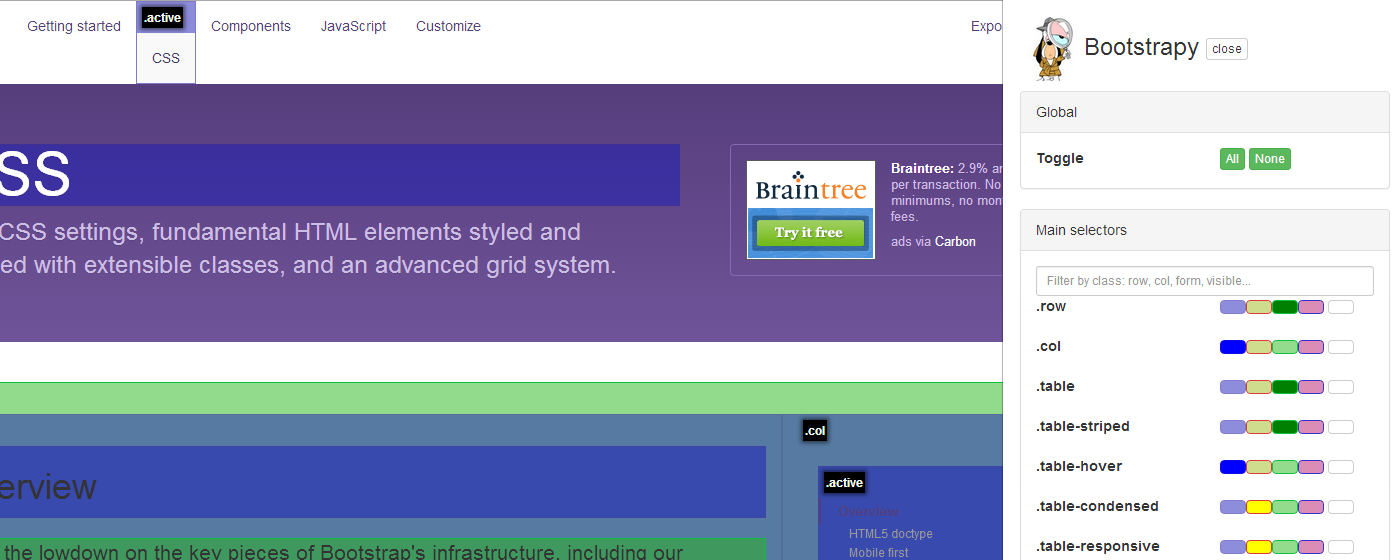 Getting started
.active
CSS
Components
JavaScript
Customize
Expo
SS
CSS settings, fundamental HTML elements styled and
ed with extensible classes, and an advanced grid system.
Braintree
Try it free
Braintree: 2.9% an
per transaction. No
minimums, no mon
fees.
ads via Carbon
erview
the lowdown on the key pieces of Bootstrap's infrastructure, including our
.col
.active
Overview
HTML5 doctype
Mobile first
Bootstrapy close
Global
Toggle All None
Main selectors
Filter by class: row, col, form, visible...
.row
.col
.table
.table-striped
.table-hover
.table-condensed
.table-responsive